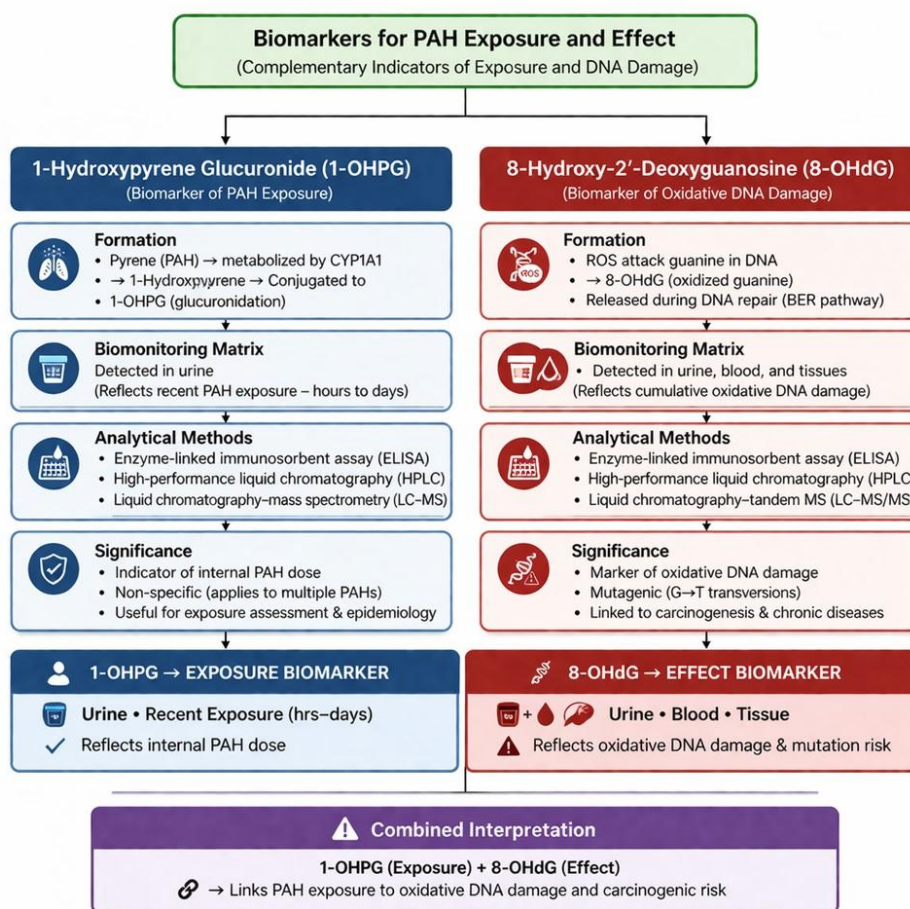 Biomarkers for PAH Exposure and Effect
(Complementary Indicators of Exposure and DNA Damage)
1-Hydroxypyrene Glucuronide (1-OHPG)
(Biomarker of PAH Exposure)
Formation
• Pyrene (PAH) → metabolized by CYP1A1
• → 1-Hydroxpyrene → Conjugated to
• 1-OHPG (glucuronidation)
Biomonitoring Matrix
Detected in urine
(Reflects recent PAH exposure – hours to days)
Analytical Methods
• Enzyme-linked immunosorbent assay (ELISA)
• High-performance liquid chromatography (HPLC)
• Liquid chromatography–mass spectrometry (LC–MS)
Significance
• Indicator of internal PAH dose
• Non-specific (applies to multiple PAHs)
• Useful for exposure assessment & epidemiology
1-OHPG → EXPOSURE BIOMARKER
Urine • Recent Exposure (hrs–days)
✓ Reflects internal PAH dose
8-Hydroxy-2′-Deoxyguanosine (8-OHdG)
(Biomarker of Oxidative DNA Damage)
ROS
Formation
• ROS attack guanine in DNA
• → 8-OHdG (oxidized guanine)
• Released during DNA repair (BER pathway)
Biomonitoring Matrix
• Detected in urine, blood, and tissues
(Reflects cumulative oxidative DNA damage)
Analytical Methods
• Enzyme-linked immunosorbent assay (ELISA)
• High-performance liquid chromatography (HPLC
• Liquid chromatography–tandem MS (LC–MS/MS
Significance
• Marker of oxidative DNA damage
• Mutagenic (G→T transversions)
• Linked to carcinogenesis & chronic diseases
8-OHdG → EFFECT BIOMARKER
+ Urine • Blood • Tissue
Reflects oxidative DNA damage & mutation risk
Combined Interpretation
1-OHPG (Exposure) + 8-OHdG (Effect)
→ Links PAH exposure to oxidative DNA damage and carcinogenic risk